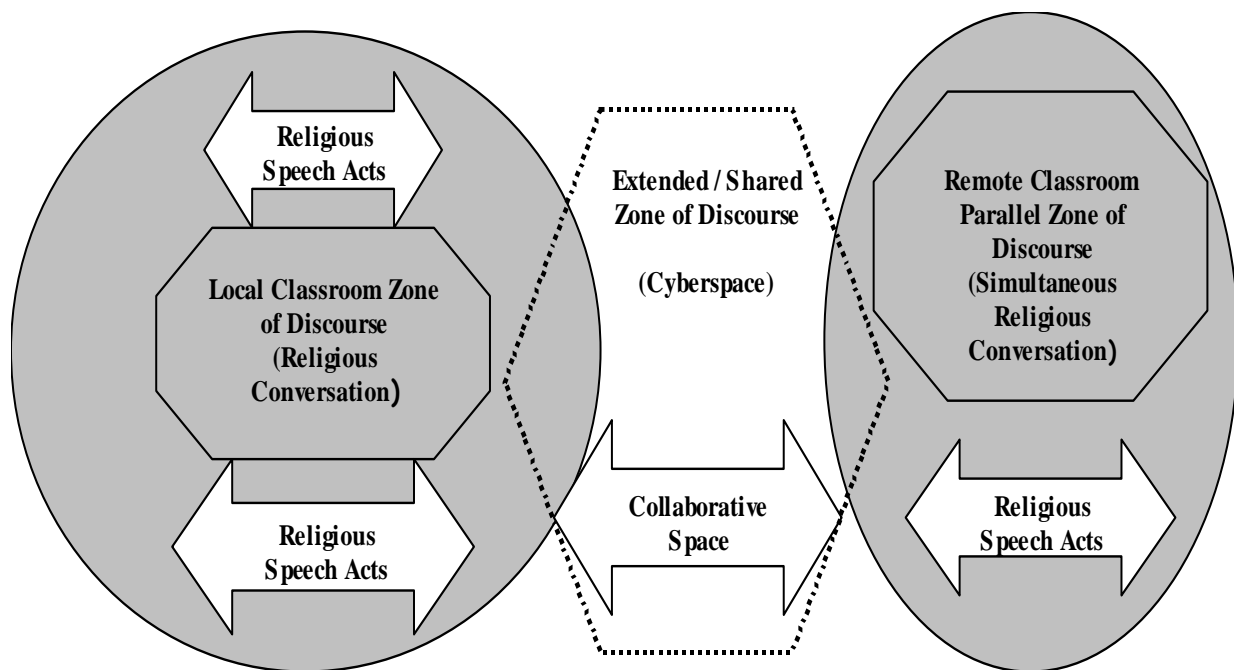 Religious
Speech Acts
Local Classroom Zone
of Discourse
(Religious
Conversation)
Religious
Speech Acts
Extended / Shared
Zone of Discourse
(Cyberspace)
Collaborative
Space
Remote Classroom
Parallel Zone of
Discourse
(Simultaneous
Religious
Conversation)
Religious
Speech Acts